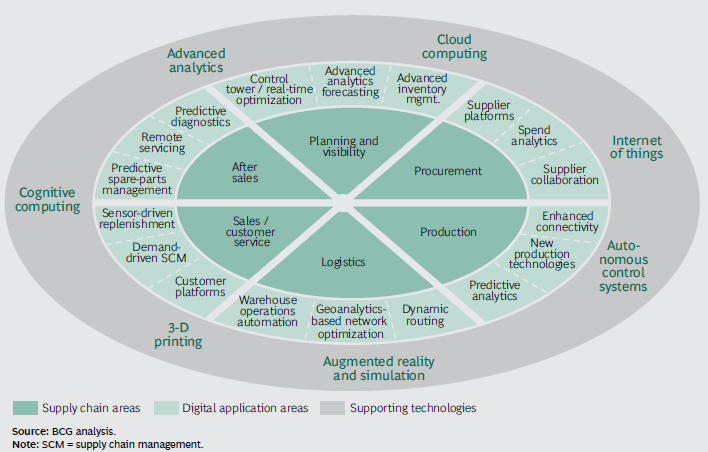 Advanced
analytics
Cloud
computing
Internet
of things
Auto-
nomous
control
systems
Augmented reality
and simulation
3-D
printing
Cognitive
computing
Control
tower / real-time
optimization
Advanced
analytics
forecasting
Advanced
inventory
mgmt.
Supplier
platforms
Spend
analytics
Supplier
collaboration
Enhanced
connectivity
New
production
technologies
Predictive
analytics
Dynamic
routing
Geoanalytics-
based network
optimization
Warehouse
operations
automation
Customer
platforms
Demand-
driven SCM
Sensor-driven
replenishment
Predictive
spare-parts
management
Remote
servicing
Predictive
diagnostics
Planning and
visibility
Procurement
Production
Logistics
Sales /
customer
service
After
sales
Supply chain areas
Digital application areas
Supporting technologies
Source: BCG analysis.
Note: SCM = supply chain management.